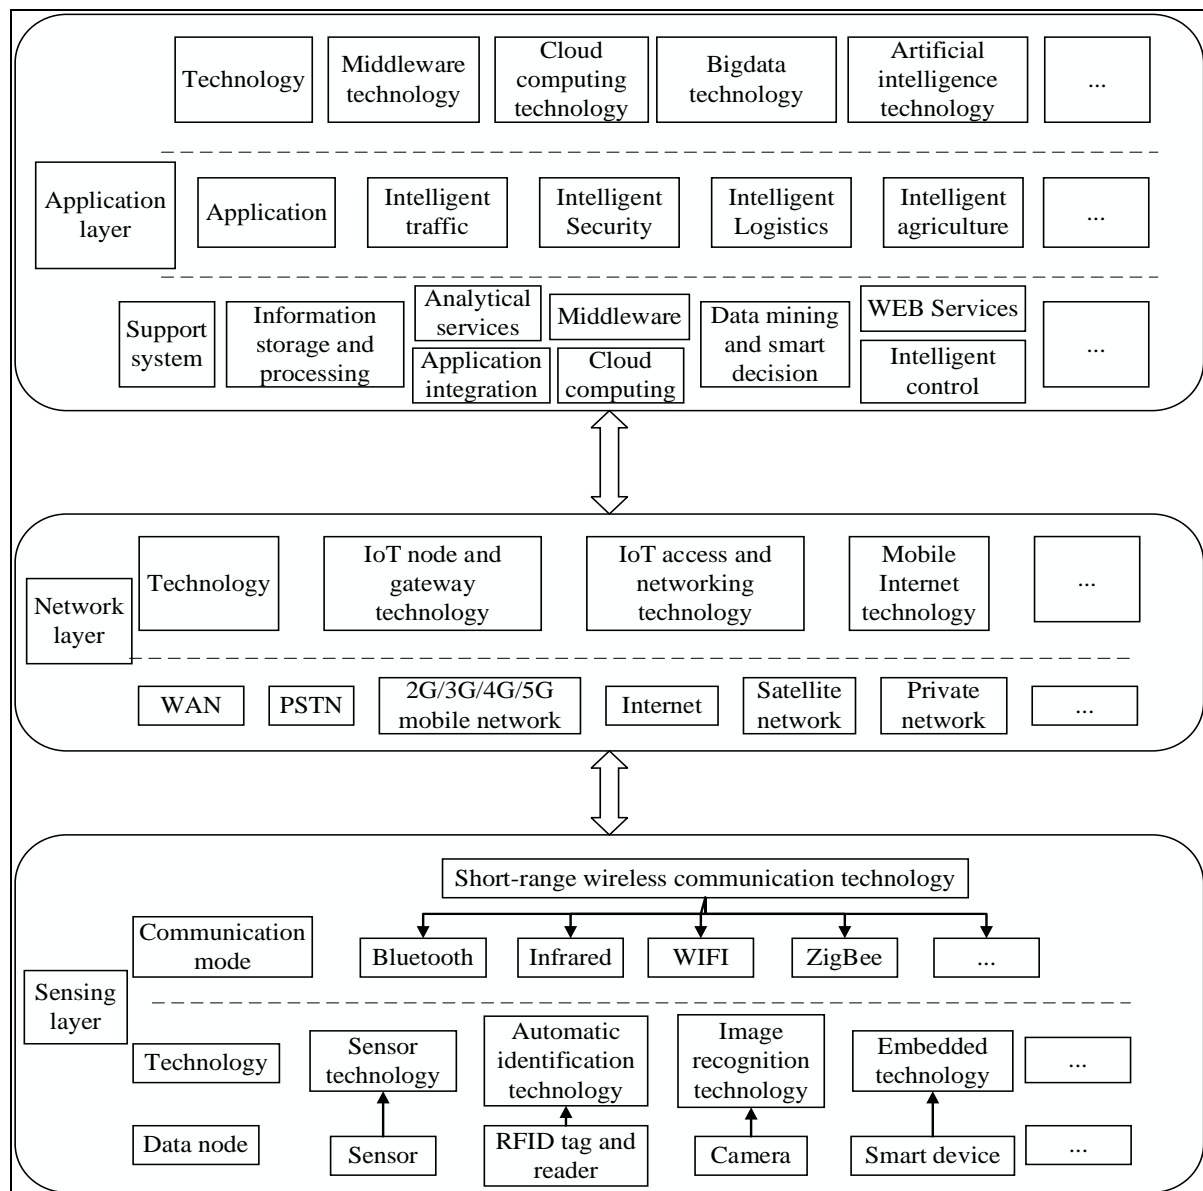 Technology
Middleware
technology
Cloud
computing
technology
Bigdata
technology
Artificial
intelligence
technology
...
Application
layer
Application
Intelligent
traffic
Intelligent
Security
Intelligent
Logistics
Intelligent
agriculture
...
Support
system
Information
storage and
processing
Analytical
services
Application
integration
Middleware
Cloud
computing
Data mining
and smart
decision
WEB Services
Intelligent
control
...
Network
layer
Technology
IoT node and
gateway
technology
IoT access and
networking
technology
Mobile
Internet
technology
...
WAN
PSTN
2G/3G/4G/5G
mobile network
Internet
Satellite
network
Private
network
...
Sensing
layer
Short-range wireless communication technology
Communication
mode
Bluetooth
Infrared
WIFI
ZigBee
...
Technology
Sensor
technology
Automatic
identification
technology
Image
recognition
technology
Embedded
technology
...
Data node
Sensor
RFID tag and
reader
Camera
Smart device
...